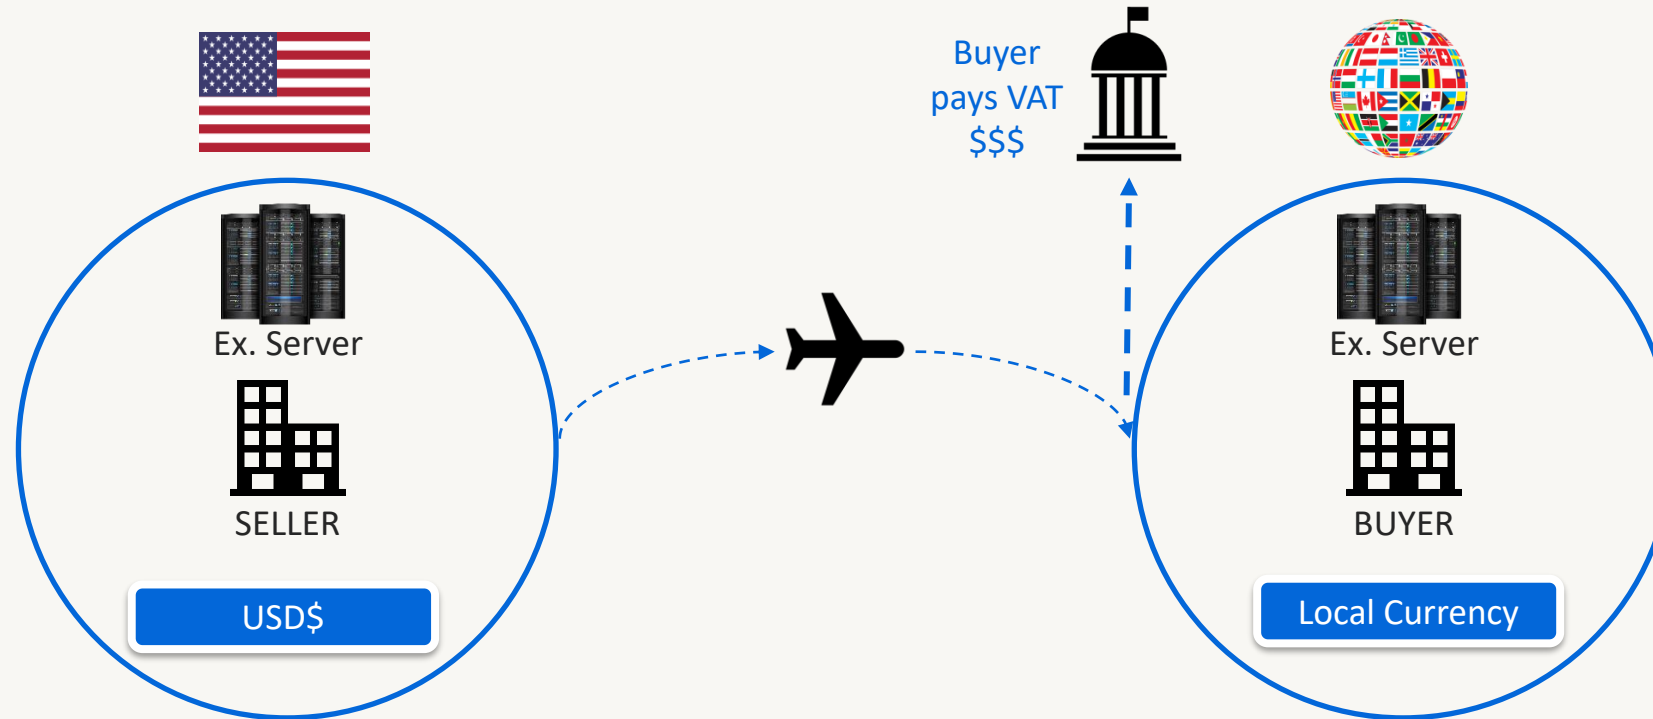 Buyer
pays VAT
$$$
Ex. Server
SELLER
USD$
Ex. Server
BUYER
Local Currency